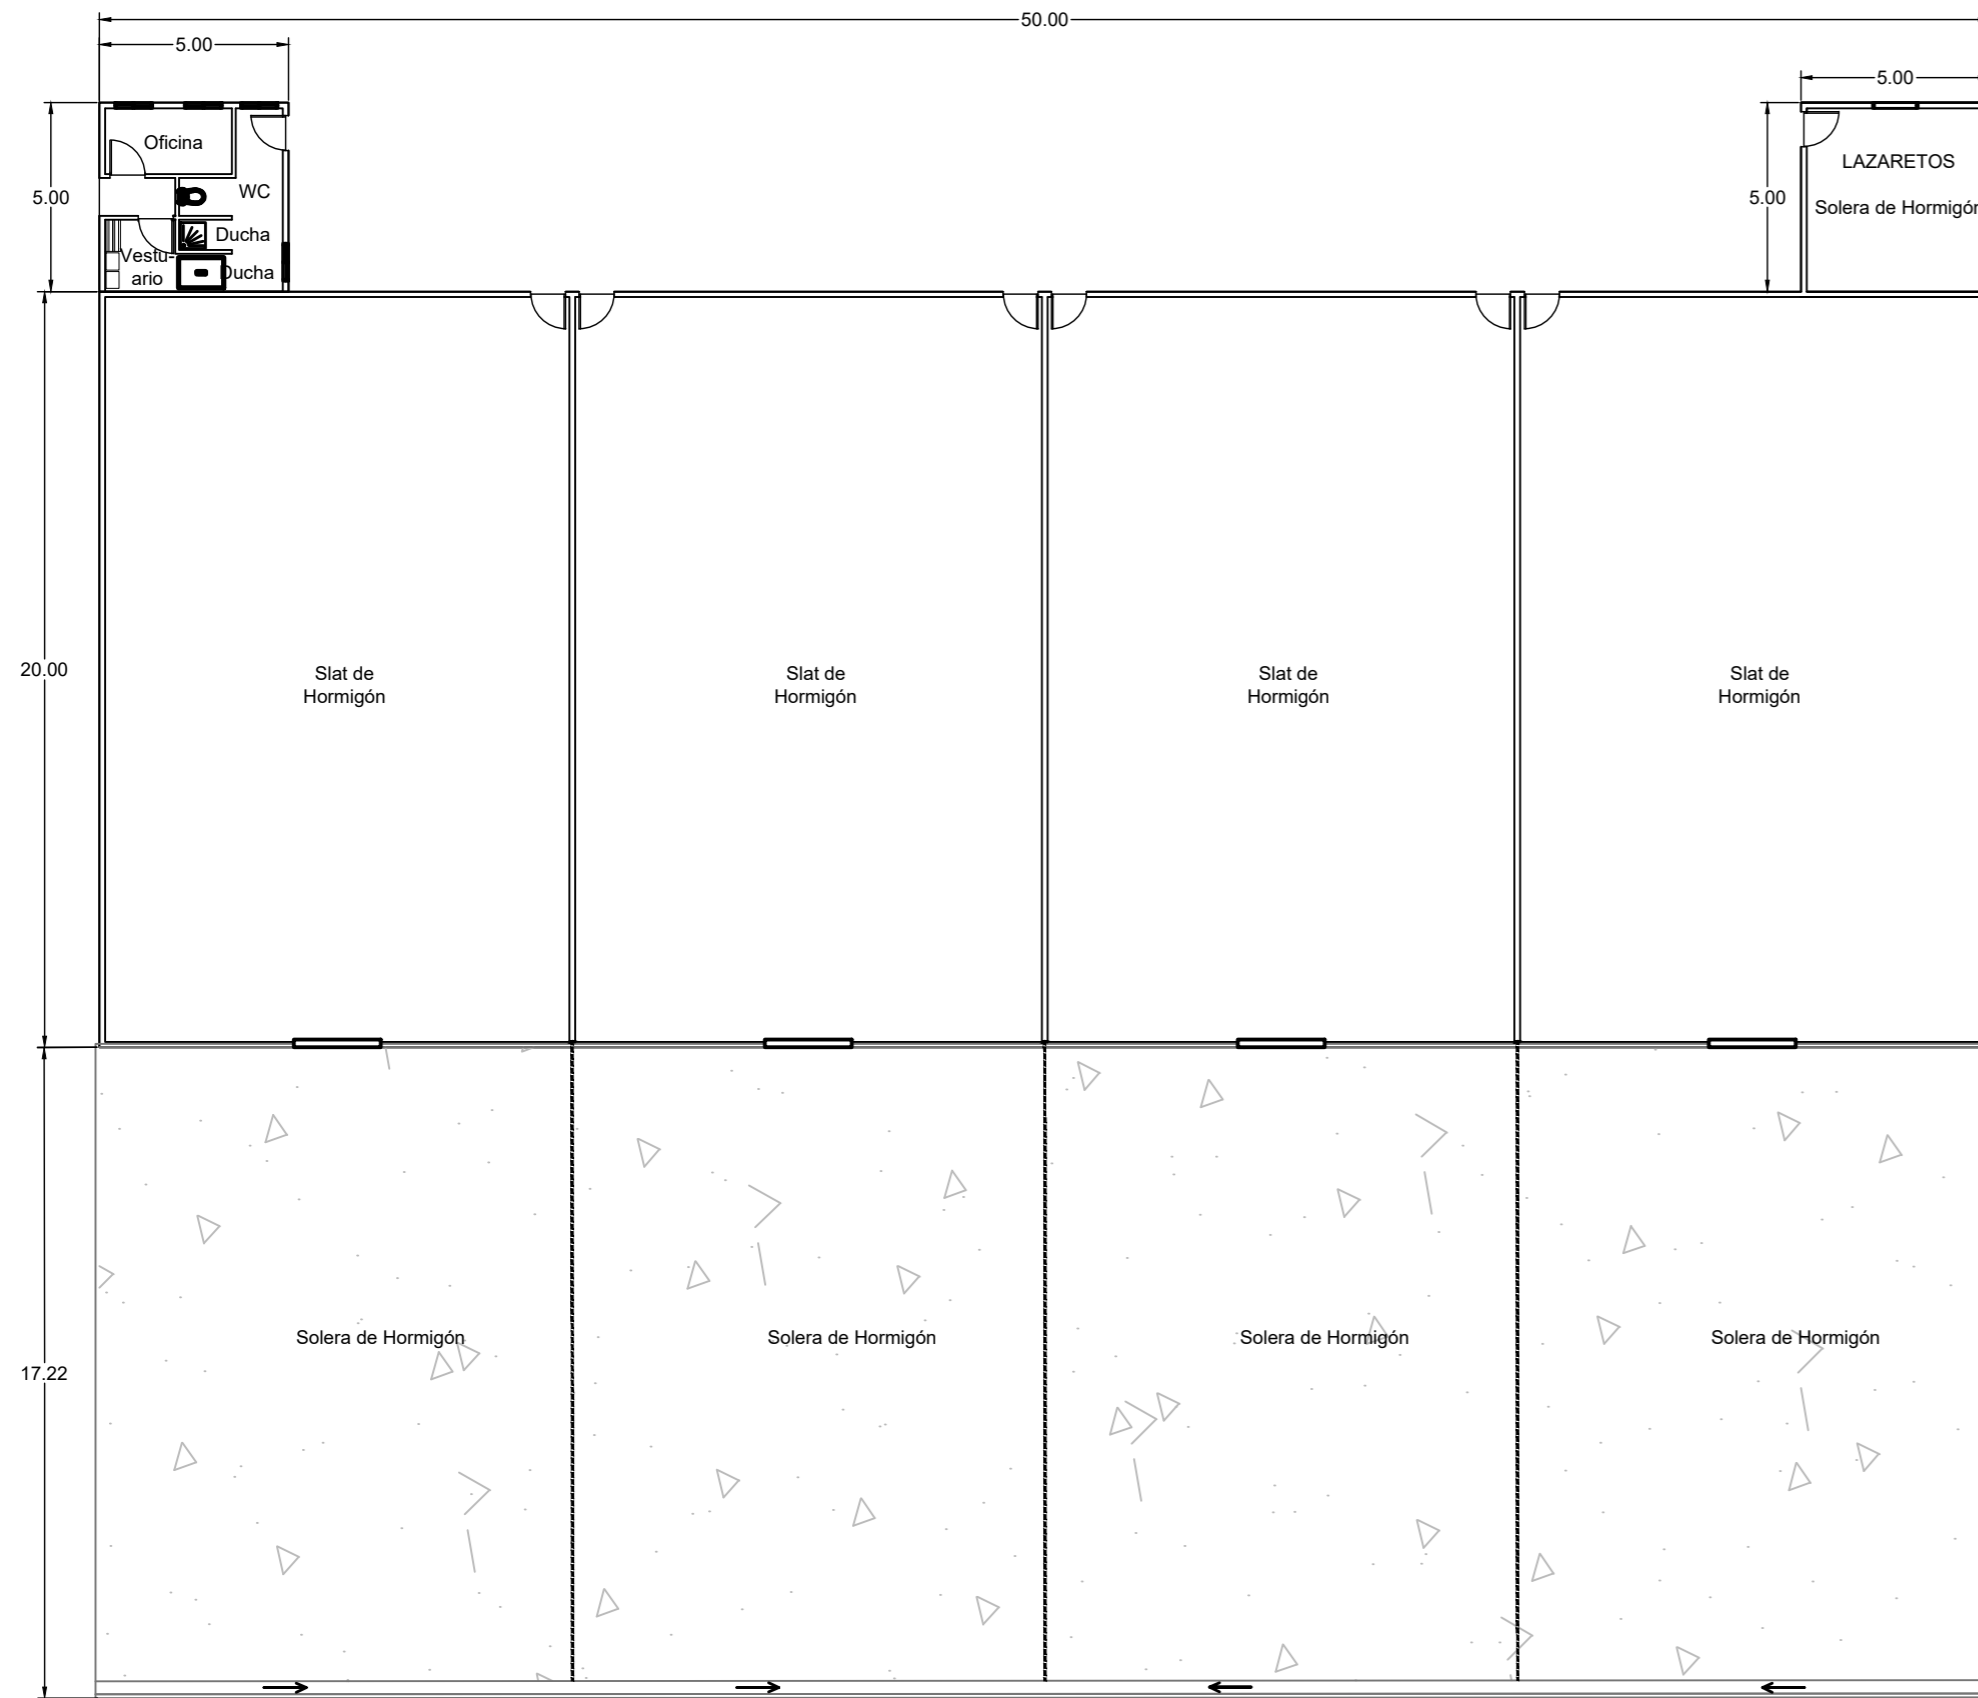 50.00
5.00
5.00
Oficina
LAZARETOS
WC
5.00
5.00
Solera de Hormigón
Ducha
Vestu-
ario
Ducha
20.00
Slat de
Hormigón
Slat de
Hormigón
Slat de
Hormigón
Slat de
Hormigón
Solera de Hormigón
Solera de Hormigón
Solera de Hormigón
Solera de Hormigón
17.22